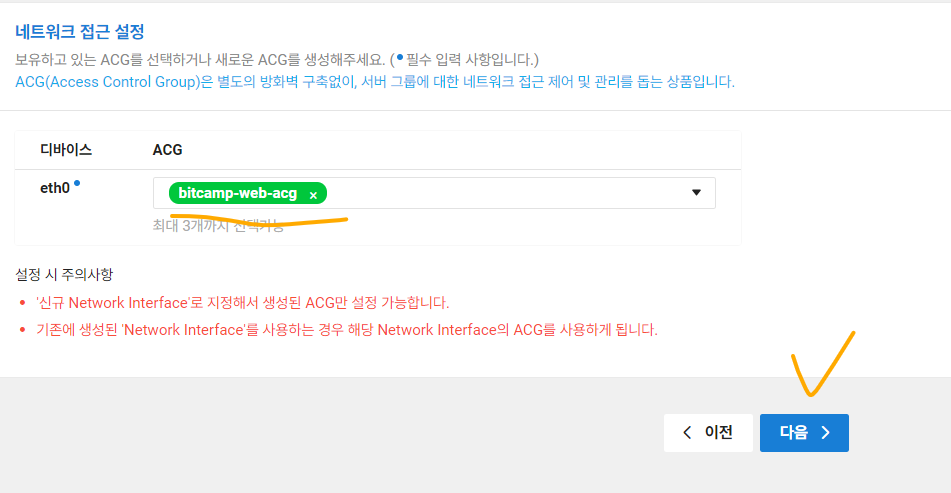 네트워크 접근 설정
보유하고 있는 ACG를 선택하거나 새로운 ACG를 생성해주세요. (•필수 입력 사항입니다.)
ACG(Access Control Group)은 별도의 방화벽 구축없이, 서버 그룹에 대한 네트워크 접근 제어 및 관리를 돕는 상품입니다.
디바이스 ACG
eth0 • bitcamp-web-acg x
최대 3개까지 선택가능
설정 시 주의사항
• '신규 Network Interface'로 지정해서 생성된 ACG만 설정 가능합니다.
• 기존에 생성된 'Network Interface'를 사용하는 경우 해당 Network Interface의 ACG를 사용하게 됩니다.
이전 다음